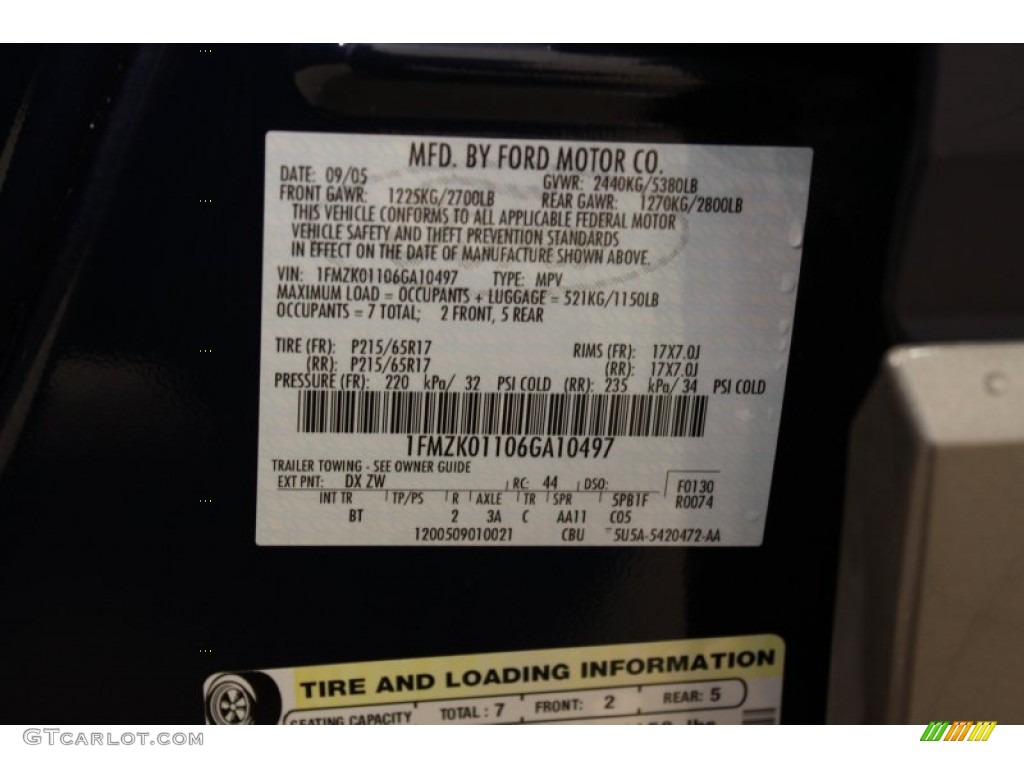 MFD. BY FORD MOTOR CO.
DATE: 09/05 GVWR: 2440KG/5380LB
FRONT GAWR: 1225KG/2700LB REAR GAWR: 1270KG/2800LB
THIS VEHICLE CONFORMS TO ALL APPLICABLE FEDERAL MOTOR
VEHICLE SAFETY AND THEFT PREVENTION STANDARDS
IN EFFECT ON THE DATE OF MANUFACTURE SHOWN ABOVE.
VIN: 1FMZK01106GA10497 TYPE: MPV
MAXIMUM LOAD = OCCUPANTS + LUGGAGE = 521KG/1150LB
OCCUPANTS = 7 TOTAL; 2 FRONT, 5 REAR
TIRE (FR): P215/65R17 RIMS (FR): 17X7.0J
(RR): P215/65R17 (RR): 17X7.0J
PRESSURE (FR): 220 kPa/ 32 PSI COLD (RR): 235 kPa/ 34 PSI COLD
1FMZK01106GA10497
TRAILER TOWING - SEE OWNER GUIDE
EXT PNT: DX ZW RC: 44 DSO: F0130
INT TR TP/PS R AXLE TR SPR 5PB1F R0074
BT 2 3A C AA11 C05
1200509010021 CBU 5U5A-5420472-AA
TIRE AND LOADING INFORMATION
SEATING CAPACITY TOTAL: 7 FRONT: 2 REAR: 5
GTcarlot.com